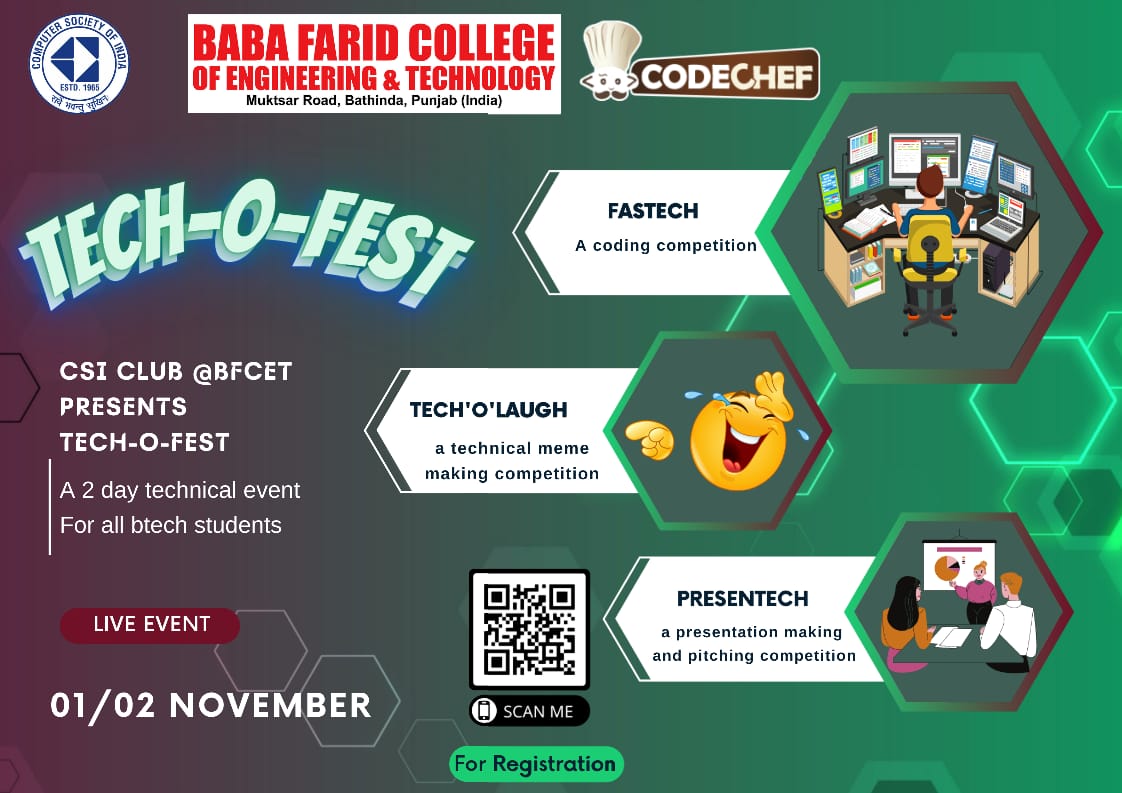 COMPUTER SOCIETY OF INDIA
ESTD. 1965
BABA FARID COLLEGE
OF ENGINEERING & TECHNOLOGY
Muktsar Road, Bathinda, Punjab (India)
CODECHEF
TECH-O-FEST
FASTECH
A coding competition
CSI CLUB @BFCET
PRESENTS
TECH-O-FEST
A 2 day technical event
For all btech students
TECH'O'LAUGH
a technical meme
making competition
LIVE EVENT
01/02 NOVEMBER
PRESENTECH
a presentation making
and pitching competition
SCAN ME
For Registration